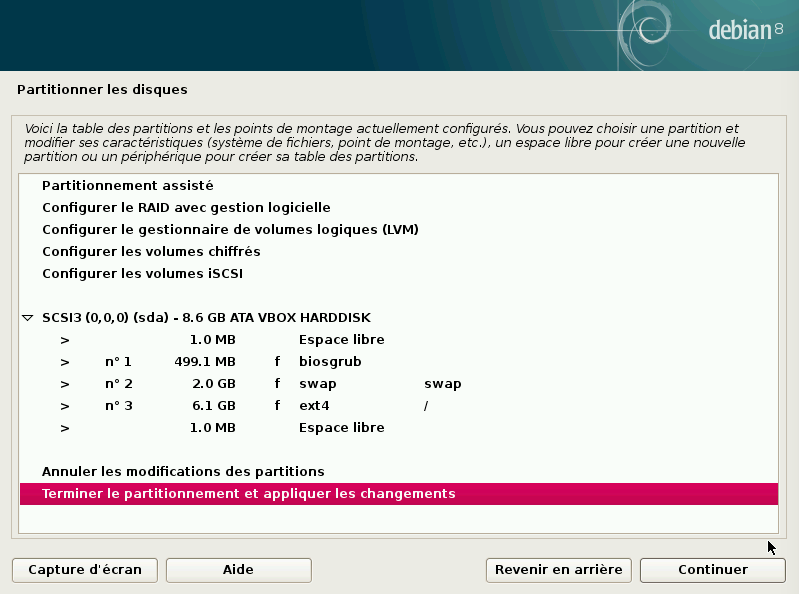 debian 8
Partitionner les disques
Voici la table des partitions et les points de montage actuellement configurés. Vous pouvez choisir une partition et
modifier ses caractéristiques (système de fichiers, point de montage, etc.), un espace libre pour créer une nouvelle
partition ou un périphérique pour créer sa table des partitions.
Partitionnement assisté
Configurer le RAID avec gestion logicielle
Configurer le gestionnaire de volumes logiques (LVM)
Configurer les volumes chiffrés
Configurer les volumes iSCSI
SCSI3 (0,0,0) (sda) - 8.6 GB ATA VBOX HARDDISK
> 1.0 MB Espace libre
> n° 1 499.1 MB f biosgrub
> n° 2 2.0 GB f swap swap
> n° 3 6.1 GB f ext4 /
> 1.0 MB Espace libre
Annuler les modifications des partitions
Terminer le partitionnement et appliquer les changements
Capture d'écran Aide Revenir en arrière Continuer